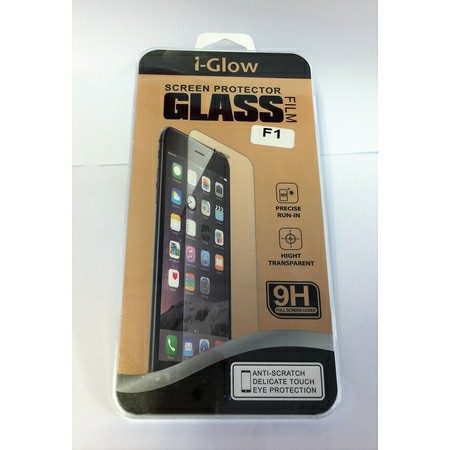 i-Glow
SCREEN PROTECTOR
GLASS
FILM
F1
HD
PRECISE
RUN-IN
HIGHT
TRANSPARENT
9H
FULL SCREEN COVER
ANTI-SCRATCH
DELICATE TOUCH
EYE PROTECTION